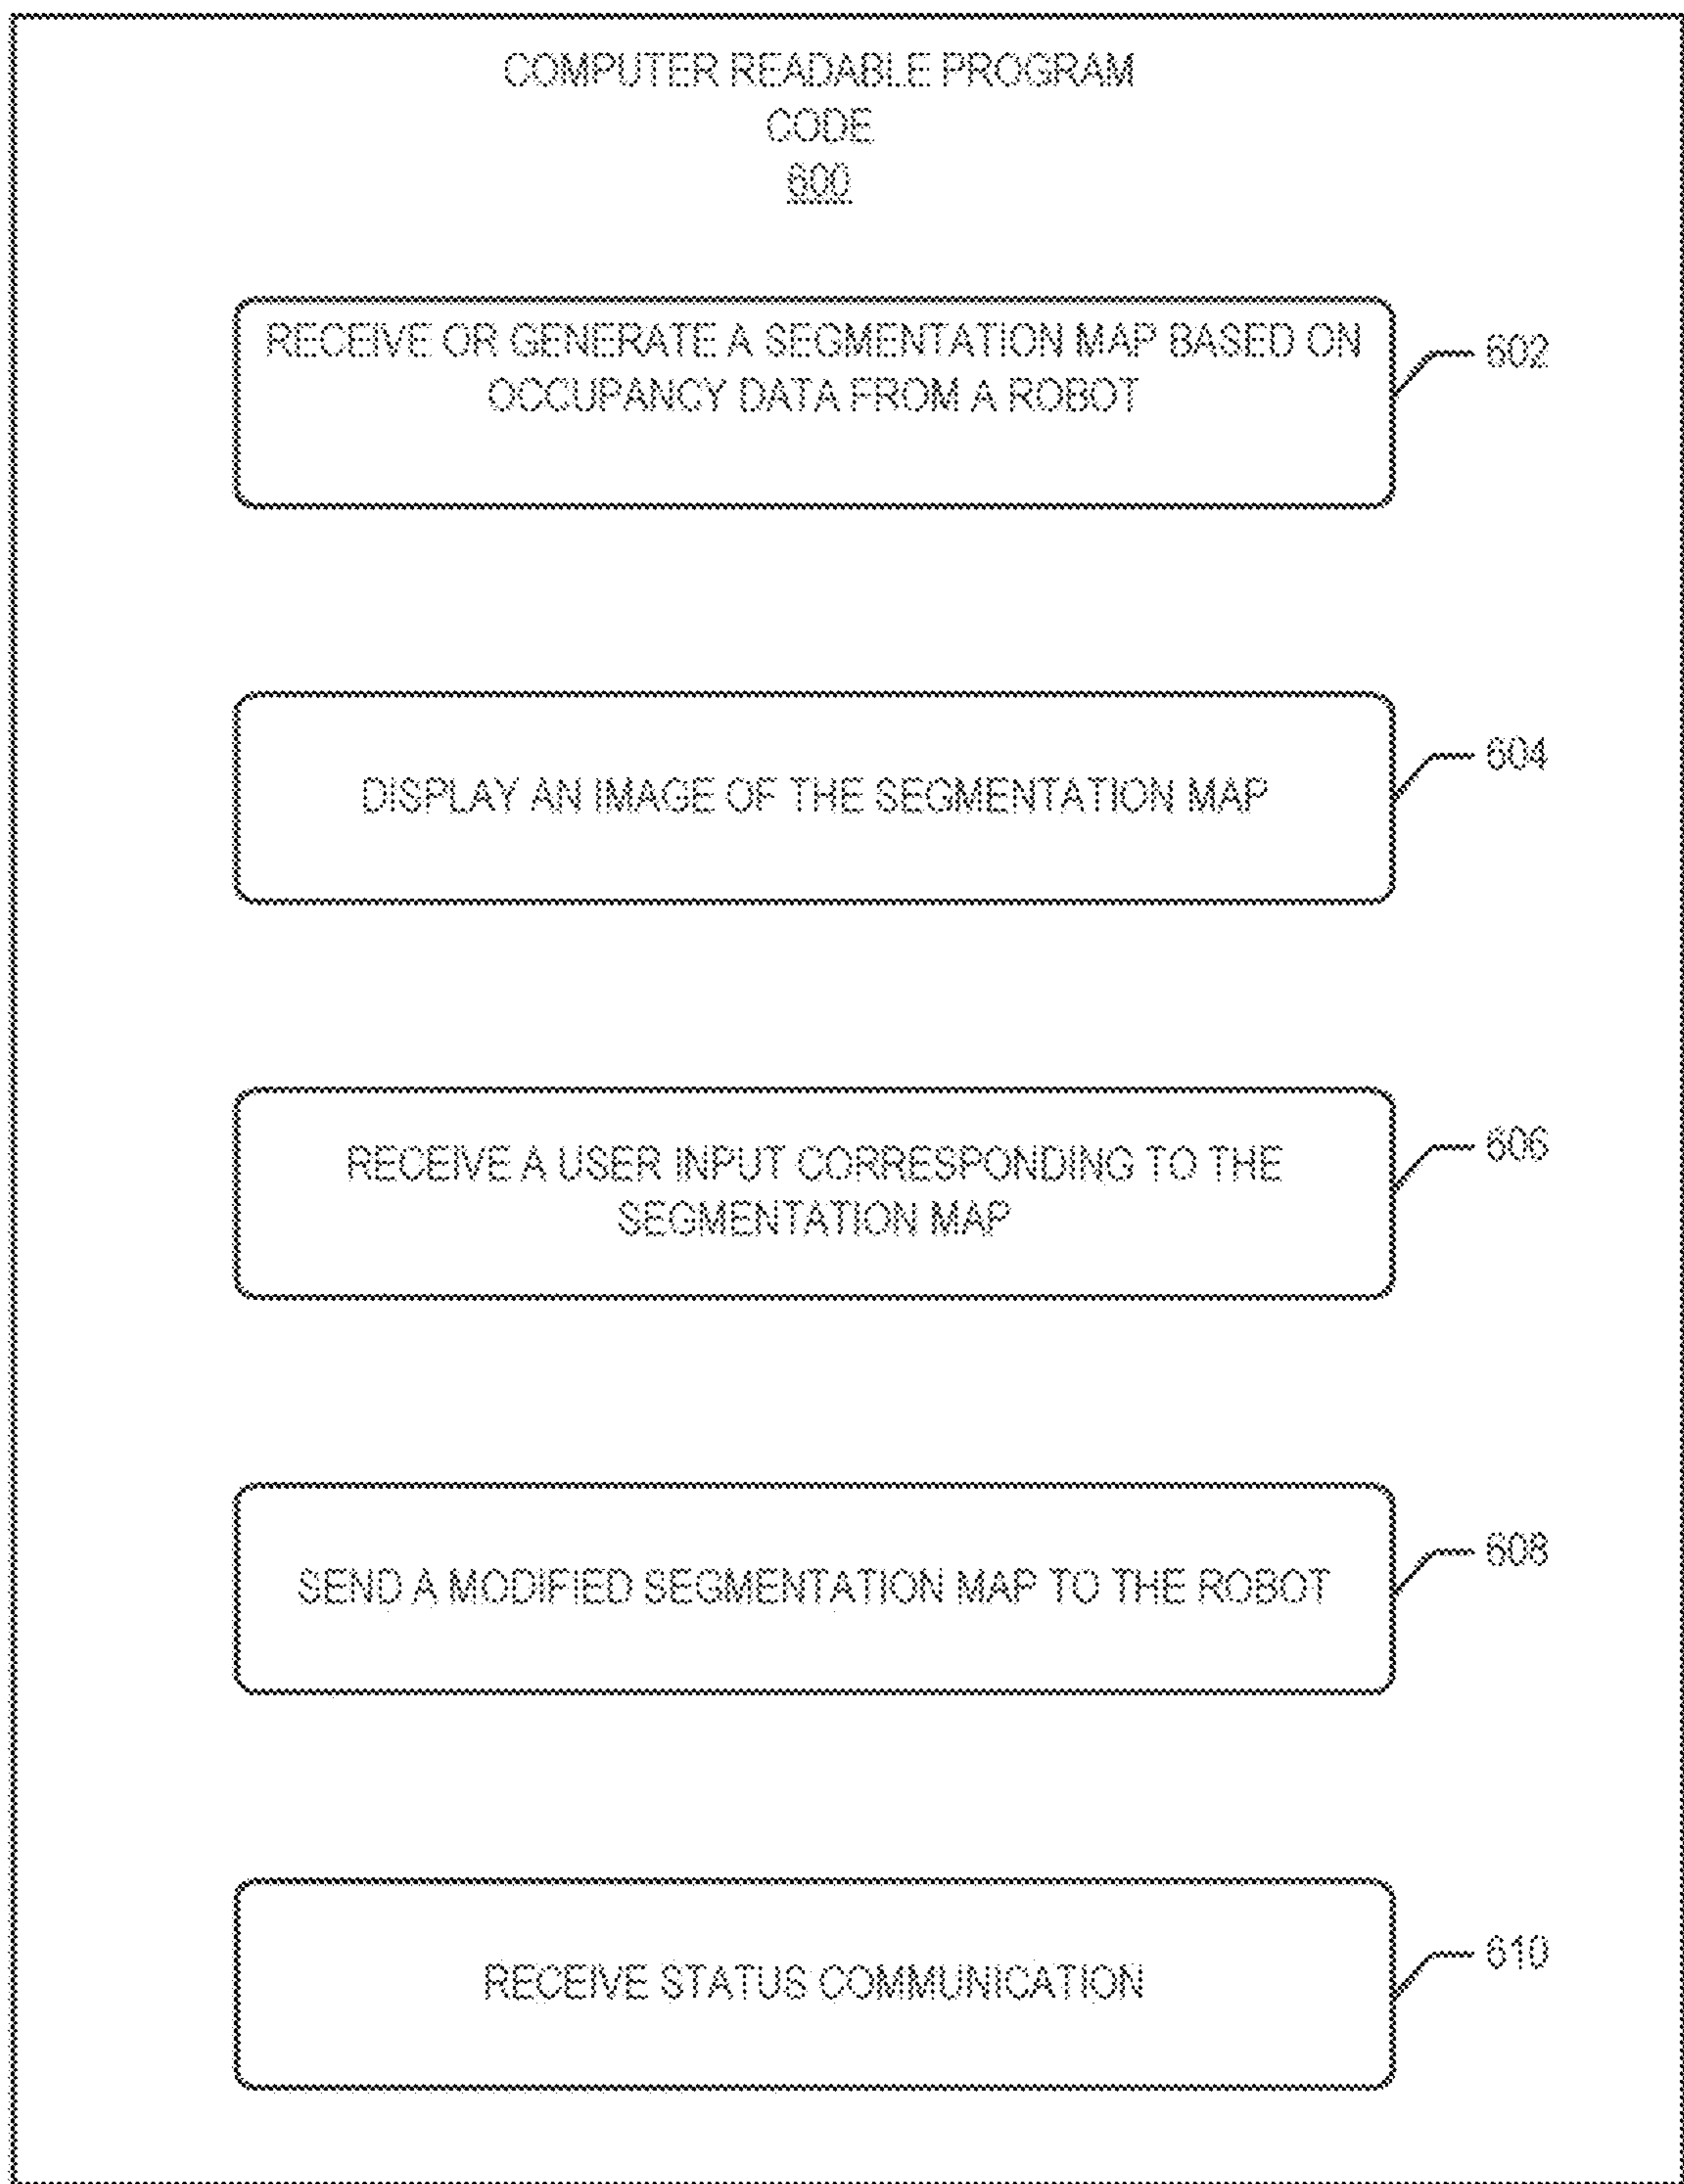 COMPUTER READABLE PROGRAM
CODE
600
RECEIVE OR GENERATE A SEGMENTATION MAP BASED ON
OCCUPANCY DATA FROM A ROBOT
602
DISPLAY AN IMAGE OF THE SEGMENTATION MAP
604
RECEIVE A USER INPUT CORRESPONDING TO THE
SEGMENTATION MAP
606
SEND A MODIFIED SEGMENTATION MAP TO THE ROBOT
608
RECEIVE STATUS COMMUNICATION
610